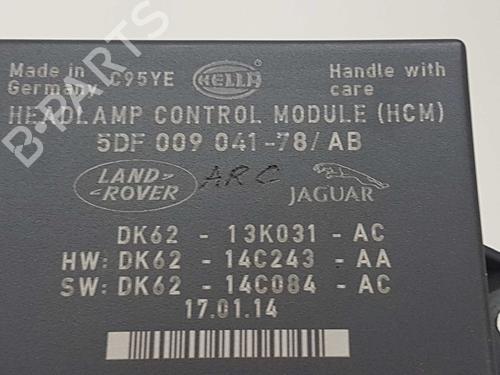 Made in C95YE HELLA Handle with
Germany care
HEADLAMP CONTROL MODULE (HCM)
5DF 009 041-78/ AB
LAND ARC
ROVER JAGUAR
DK62 - 13K031 - AC
HW: DK62 - 14C243 - AA
SW: DK62 - 14C084 - AC
17.01.14
B-PARTS